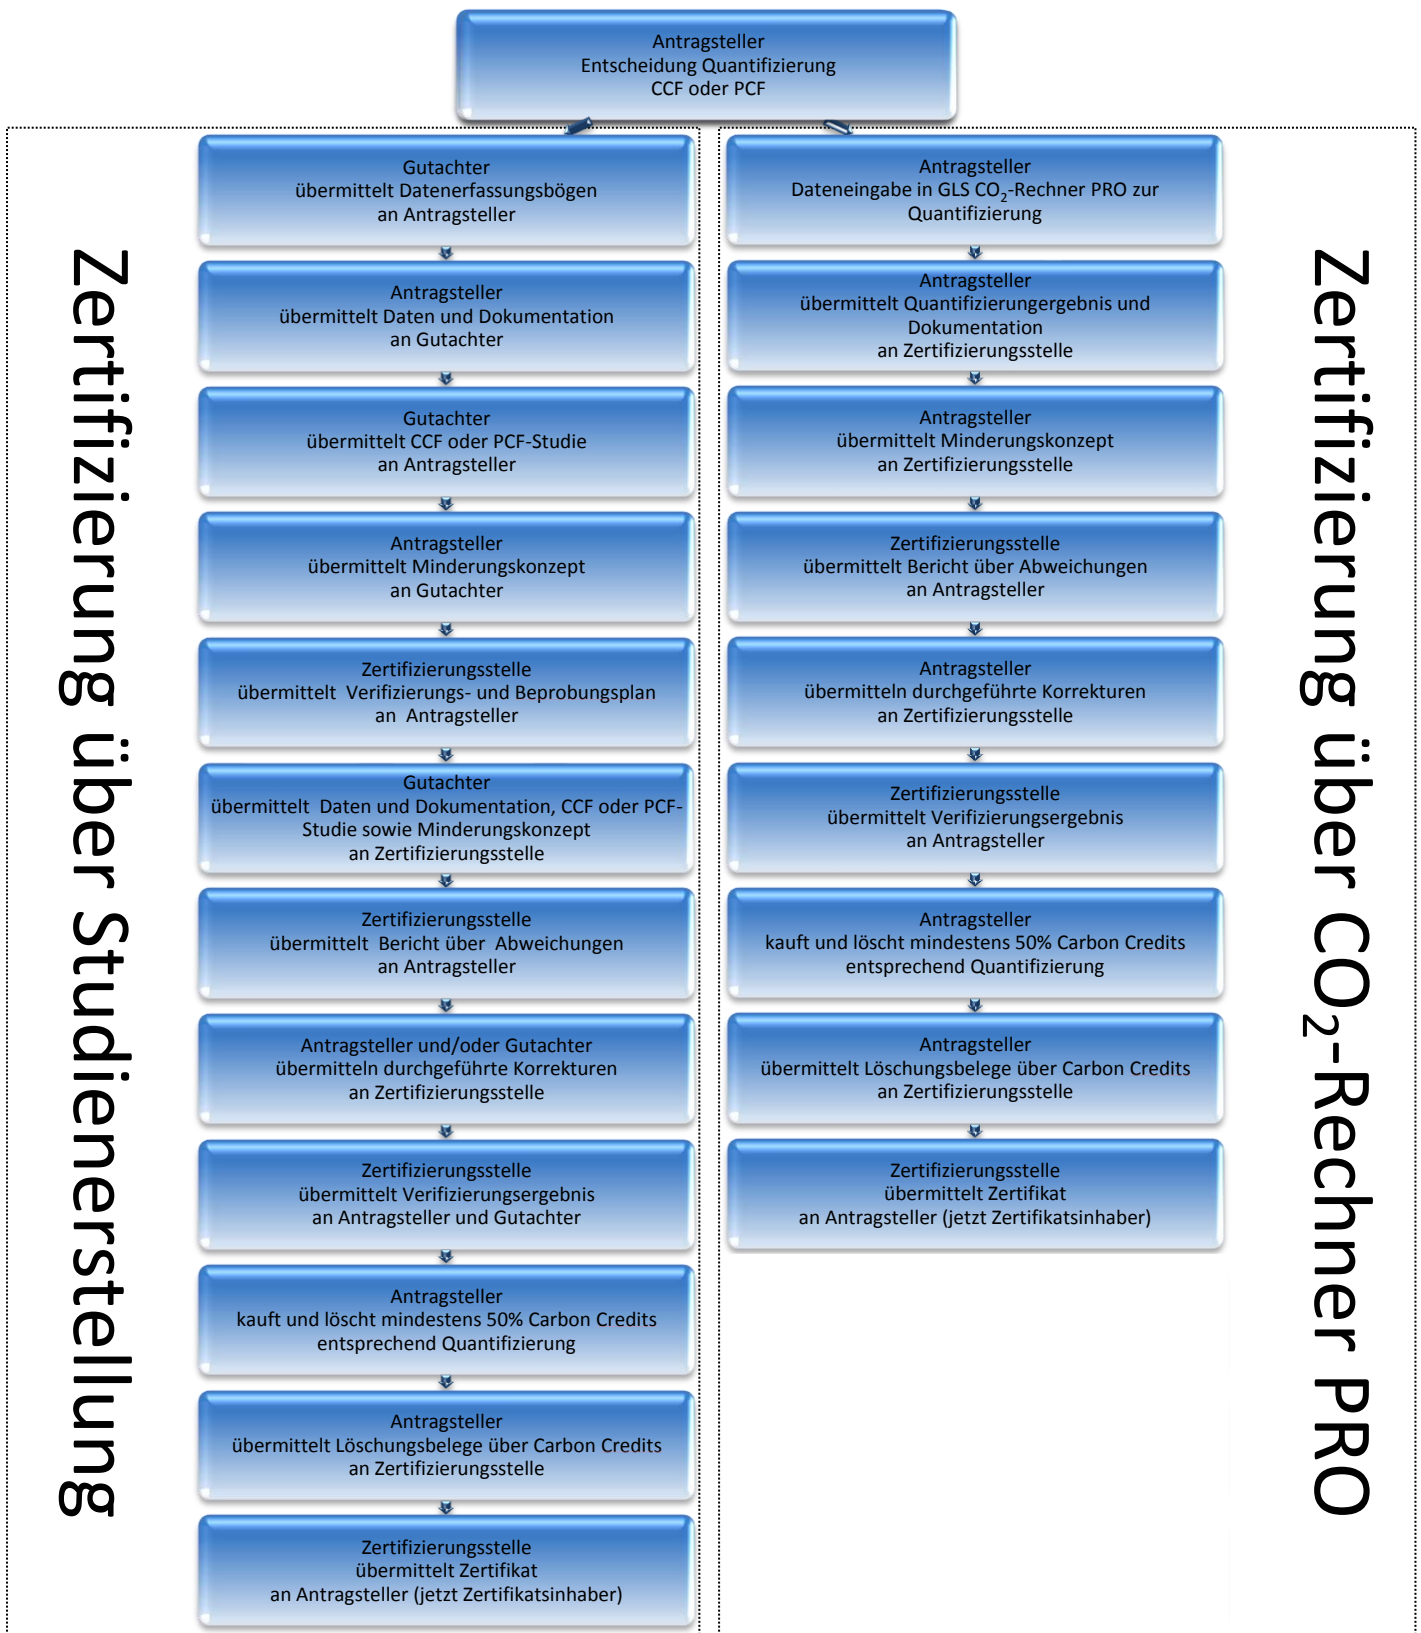 Antragsteller
Entscheidung Quantifizierung
CCF oder PCF
Zertifizierung über Studienerstellung
Gutachter
übermittelt Datenerfassungsbögen
an Antragsteller
Antragsteller
übermittelt Daten und Dokumentation
an Gutachter
Gutachter
übermittelt CCF oder PCF-Studie
an Antragsteller
Antragsteller
übermittelt Minderungskonzept
an Gutachter
Zertifizierungsstelle
übermittelt Verifizierungs- und Beprobungsplan
an Antragsteller
Gutachter
übermittelt Daten und Dokumentation, CCF oder PCF-
Studie sowie Minderungskonzept
an Zertifizierungsstelle
Zertifizierungsstelle
übermittelt Bericht über Abweichungen
an Antragsteller
Antragsteller und/oder Gutachter
übermitteln durchgeführte Korrekturen
an Zertifizierungsstelle
Zertifizierungsstelle
übermittelt Verifizierungsergebnis
an Antragsteller und Gutachter
Antragsteller
kauft und löscht mindestens 50% Carbon Credits
entsprechend Quantifizierung
Antragsteller
übermittelt Löschungsbelege über Carbon Credits
an Zertifizierungsstelle
Zertifizierungsstelle
übermittelt Zertifikat
an Antragsteller (jetzt Zertifikatsinhaber)
Antragsteller
Dateneingabe in GLS CO₂-Rechner PRO zur
Quantifizierung
Antragsteller
übermittelt Quantifizierungergebnis und
Dokumentation
an Zertifizierungsstelle
Antragsteller
übermittelt Minderungskonzept
an Zertifizierungsstelle
Zertifizierungsstelle
übermittelt Bericht über Abweichungen
an Antragsteller
Antragsteller
übermitteln durchgeführte Korrekturen
an Zertifizierungsstelle
Zertifizierungsstelle
übermittelt Verifizierungsergebnis
an Antragsteller
Antragsteller
kauft und löscht mindestens 50% Carbon Credits
entsprechend Quantifizierung
Antragsteller
übermittelt Löschungsbelege über Carbon Credits
an Zertifizierungsstelle
Zertifizierungsstelle
übermittelt Zertifikat
an Antragsteller (jetzt Zertifikatsinhaber)
Zertifizierung über CO₂-Rechner PRO